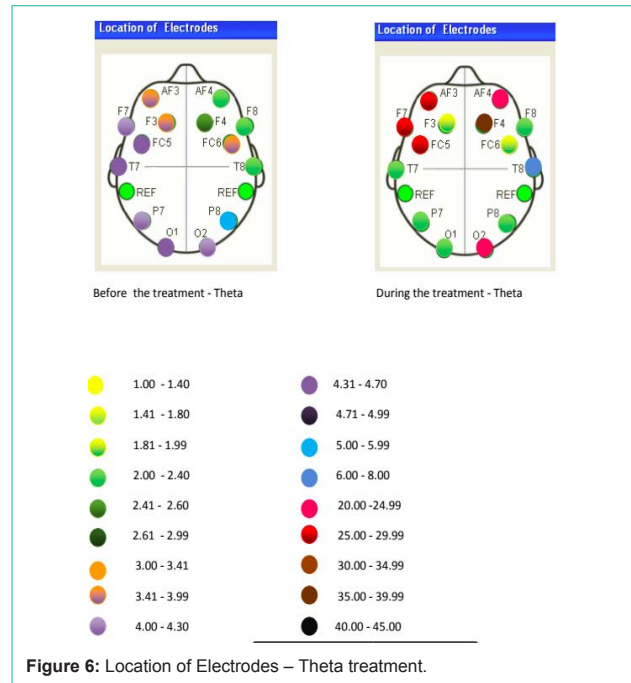 Location of Electrodes
Location of Electrodes
AF3 AF4
F7 F3 F4 F8
FC5 FC6
T7 T8
REF REF
P7 P8
O1 O2
AF3 AF4
F7 F3 F4 F8
FC5 FC6
T7 T8
REF REF
P7 P8
O1 O2
Before the treatment - Theta
During the treatment - Theta
1.00 - 1.40
1.41 - 1.80
1.81 - 1.99
2.00 - 2.40
2.41 - 2.60
2.61 - 2.99
3.00 - 3.41
3.41 - 3.99
4.00 - 4.30
4.31 - 4.70
4.71 - 4.99
5.00 - 5.99
6.00 - 8.00
20.00 -24.99
25.00 - 29.99
30.00 - 34.99
35.00 - 39.99
40.00 - 45.00
Figure 6: Location of Electrodes – Theta treatment.